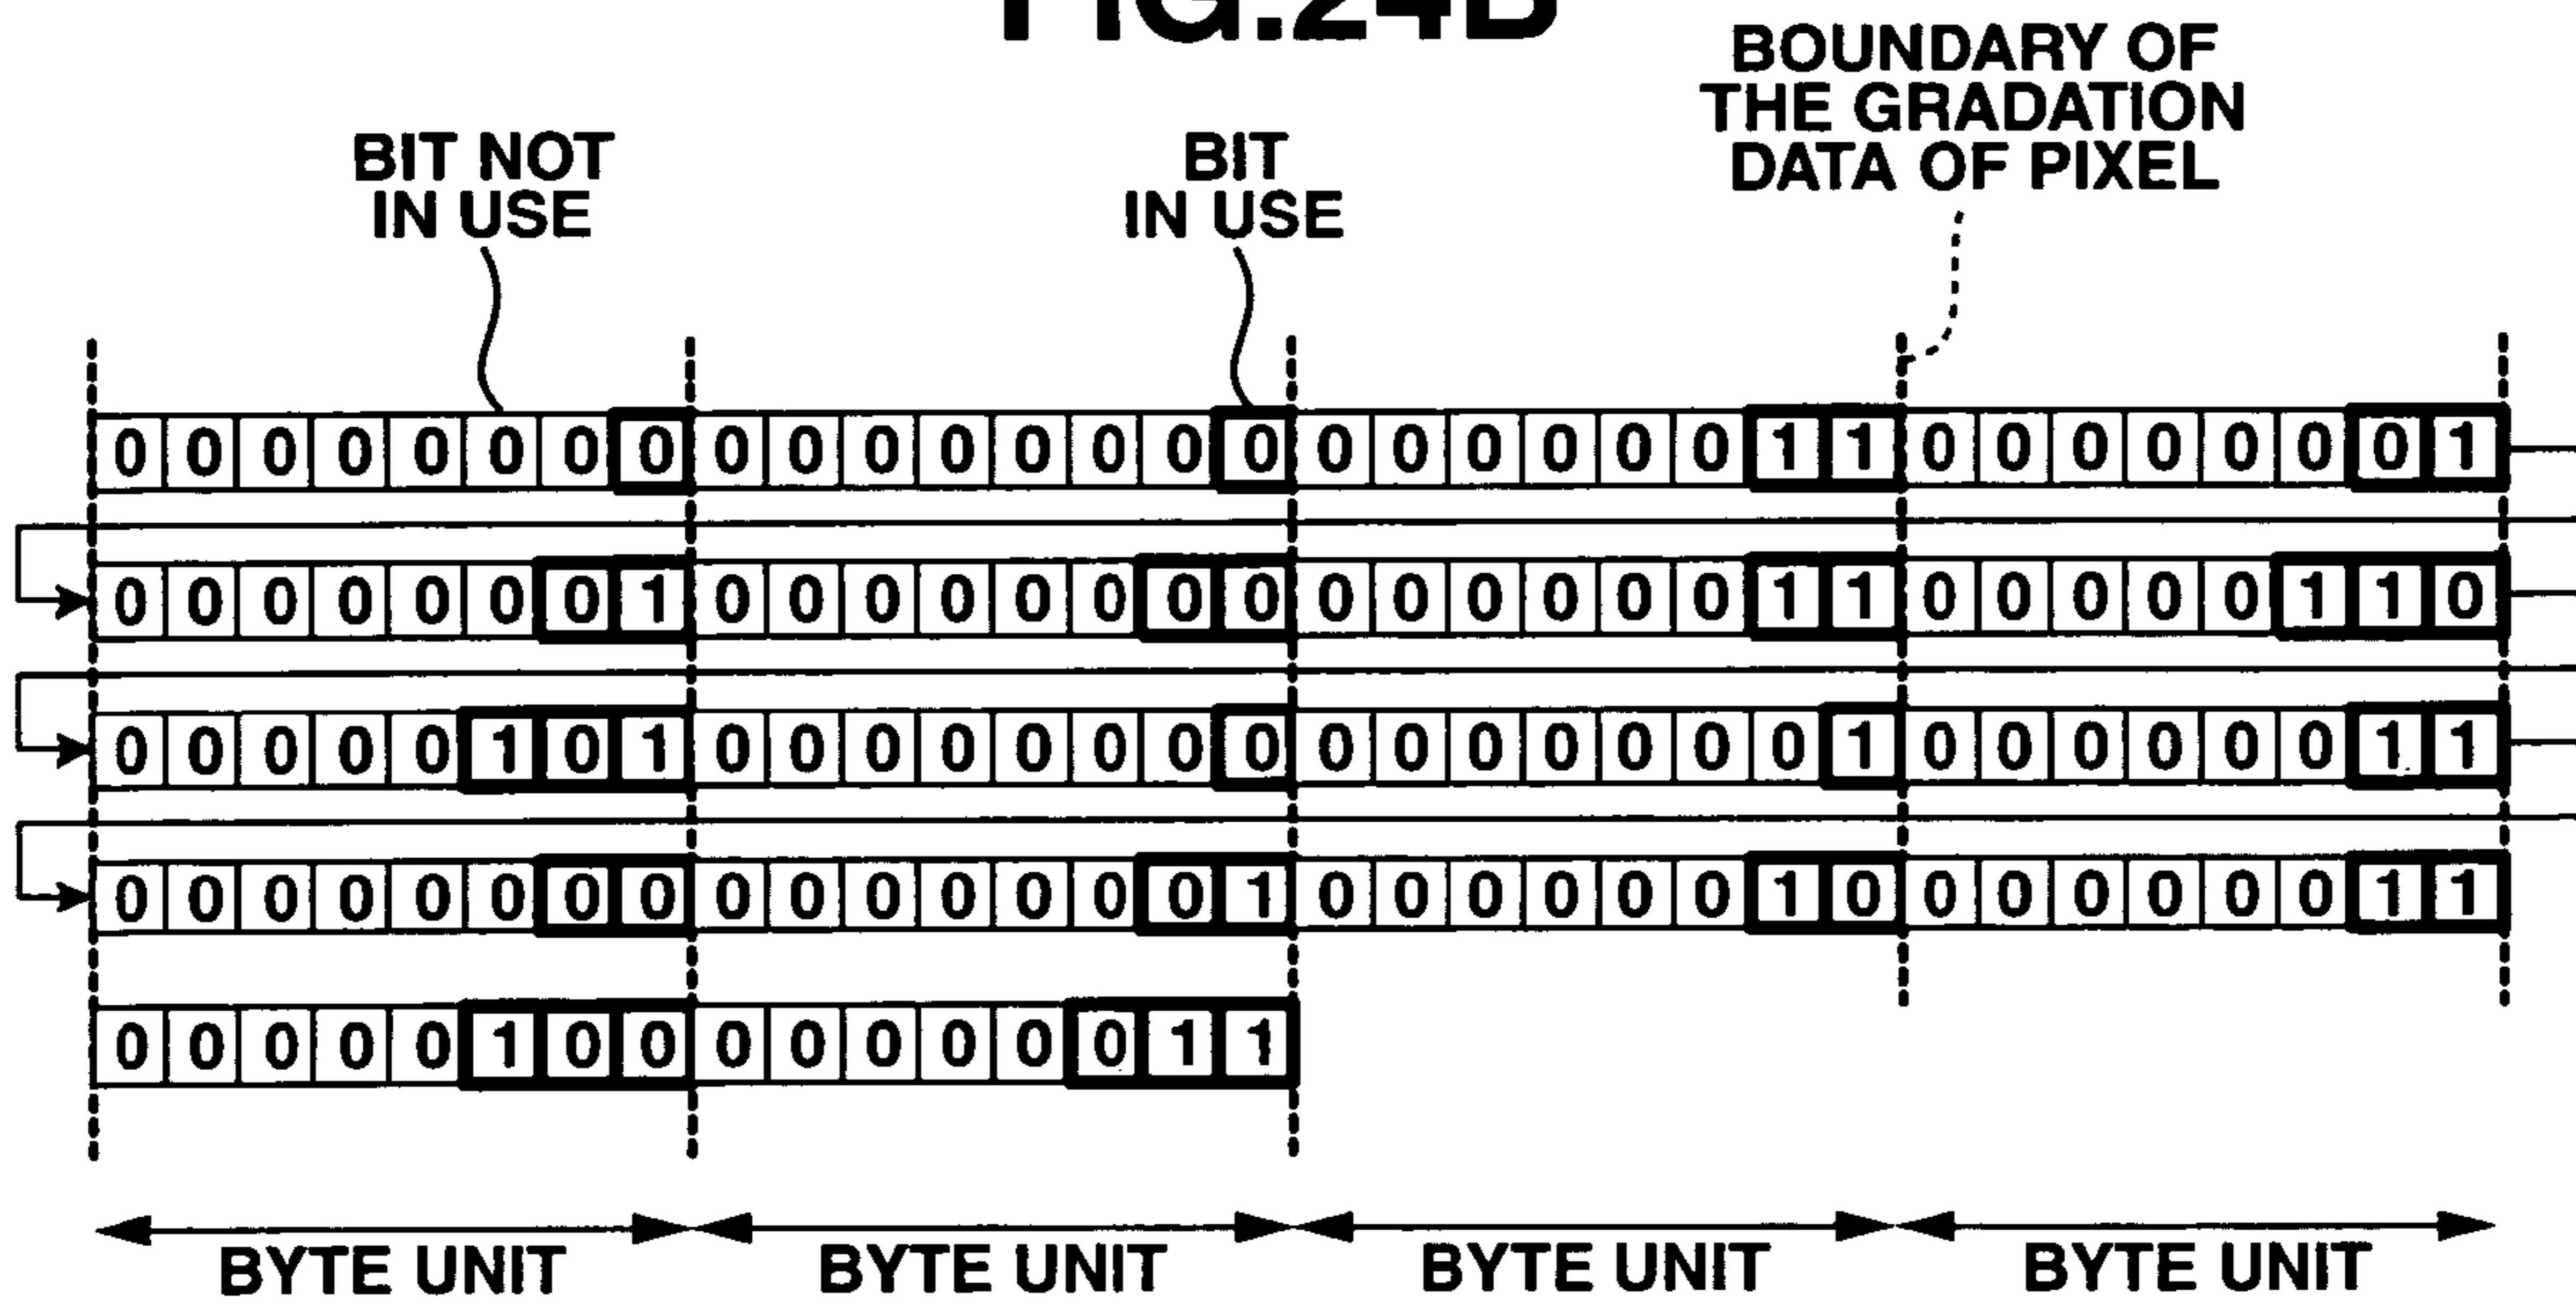 FIG.24B
BOUNDARY OF
THE GRADATION
DATA OF PIXEL
BIT NOT
IN USE
BIT
IN USE
0 0 0 0 0 0 0 0 0 0 0 0 0 0 0 0 0 0 0 0 0 0 1 1 0 0 0 0 0 0 0 1
0 0 0 0 0 0 0 1 0 0 0 0 0 0 0 0 0 0 0 0 0 0 1 1 0 0 0 0 0 1 1 0
0 0 0 0 0 1 0 1 0 0 0 0 0 0 0 0 0 0 0 0 0 0 0 1 0 0 0 0 0 0 1 1
0 0 0 0 0 0 0 0 0 0 0 0 0 0 0 1 0 0 0 0 0 0 1 0 0 0 0 0 0 0 1 1
0 0 0 0 0 1 0 0 0 0 0 0 0 0 1 1
BYTE UNIT BYTE UNIT BYTE UNIT BYTE UNIT